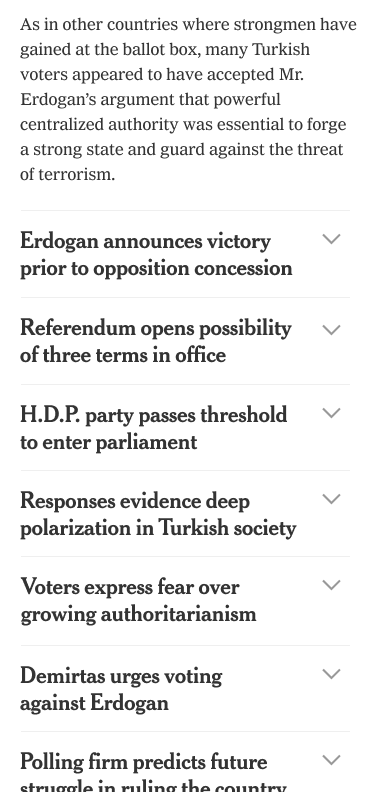 As in other countries where strongmen have
gained at the ballot box, many Turkish
voters appeared to have accepted Mr.
Erdogan’s argument that powerful
centralized authority was essential to forge
a strong state and guard against the threat
of terrorism.
Erdogan announces victory
prior to opposition concession
Referendum opens possibility
of three terms in office
H.D.P. party passes threshold
to enter parliament
Responses evidence deep
polarization in Turkish society
Voters express fear over
growing authoritarianism
Demirtas urges voting
against Erdogan
Polling firm predicts future
struggle in ruling the country